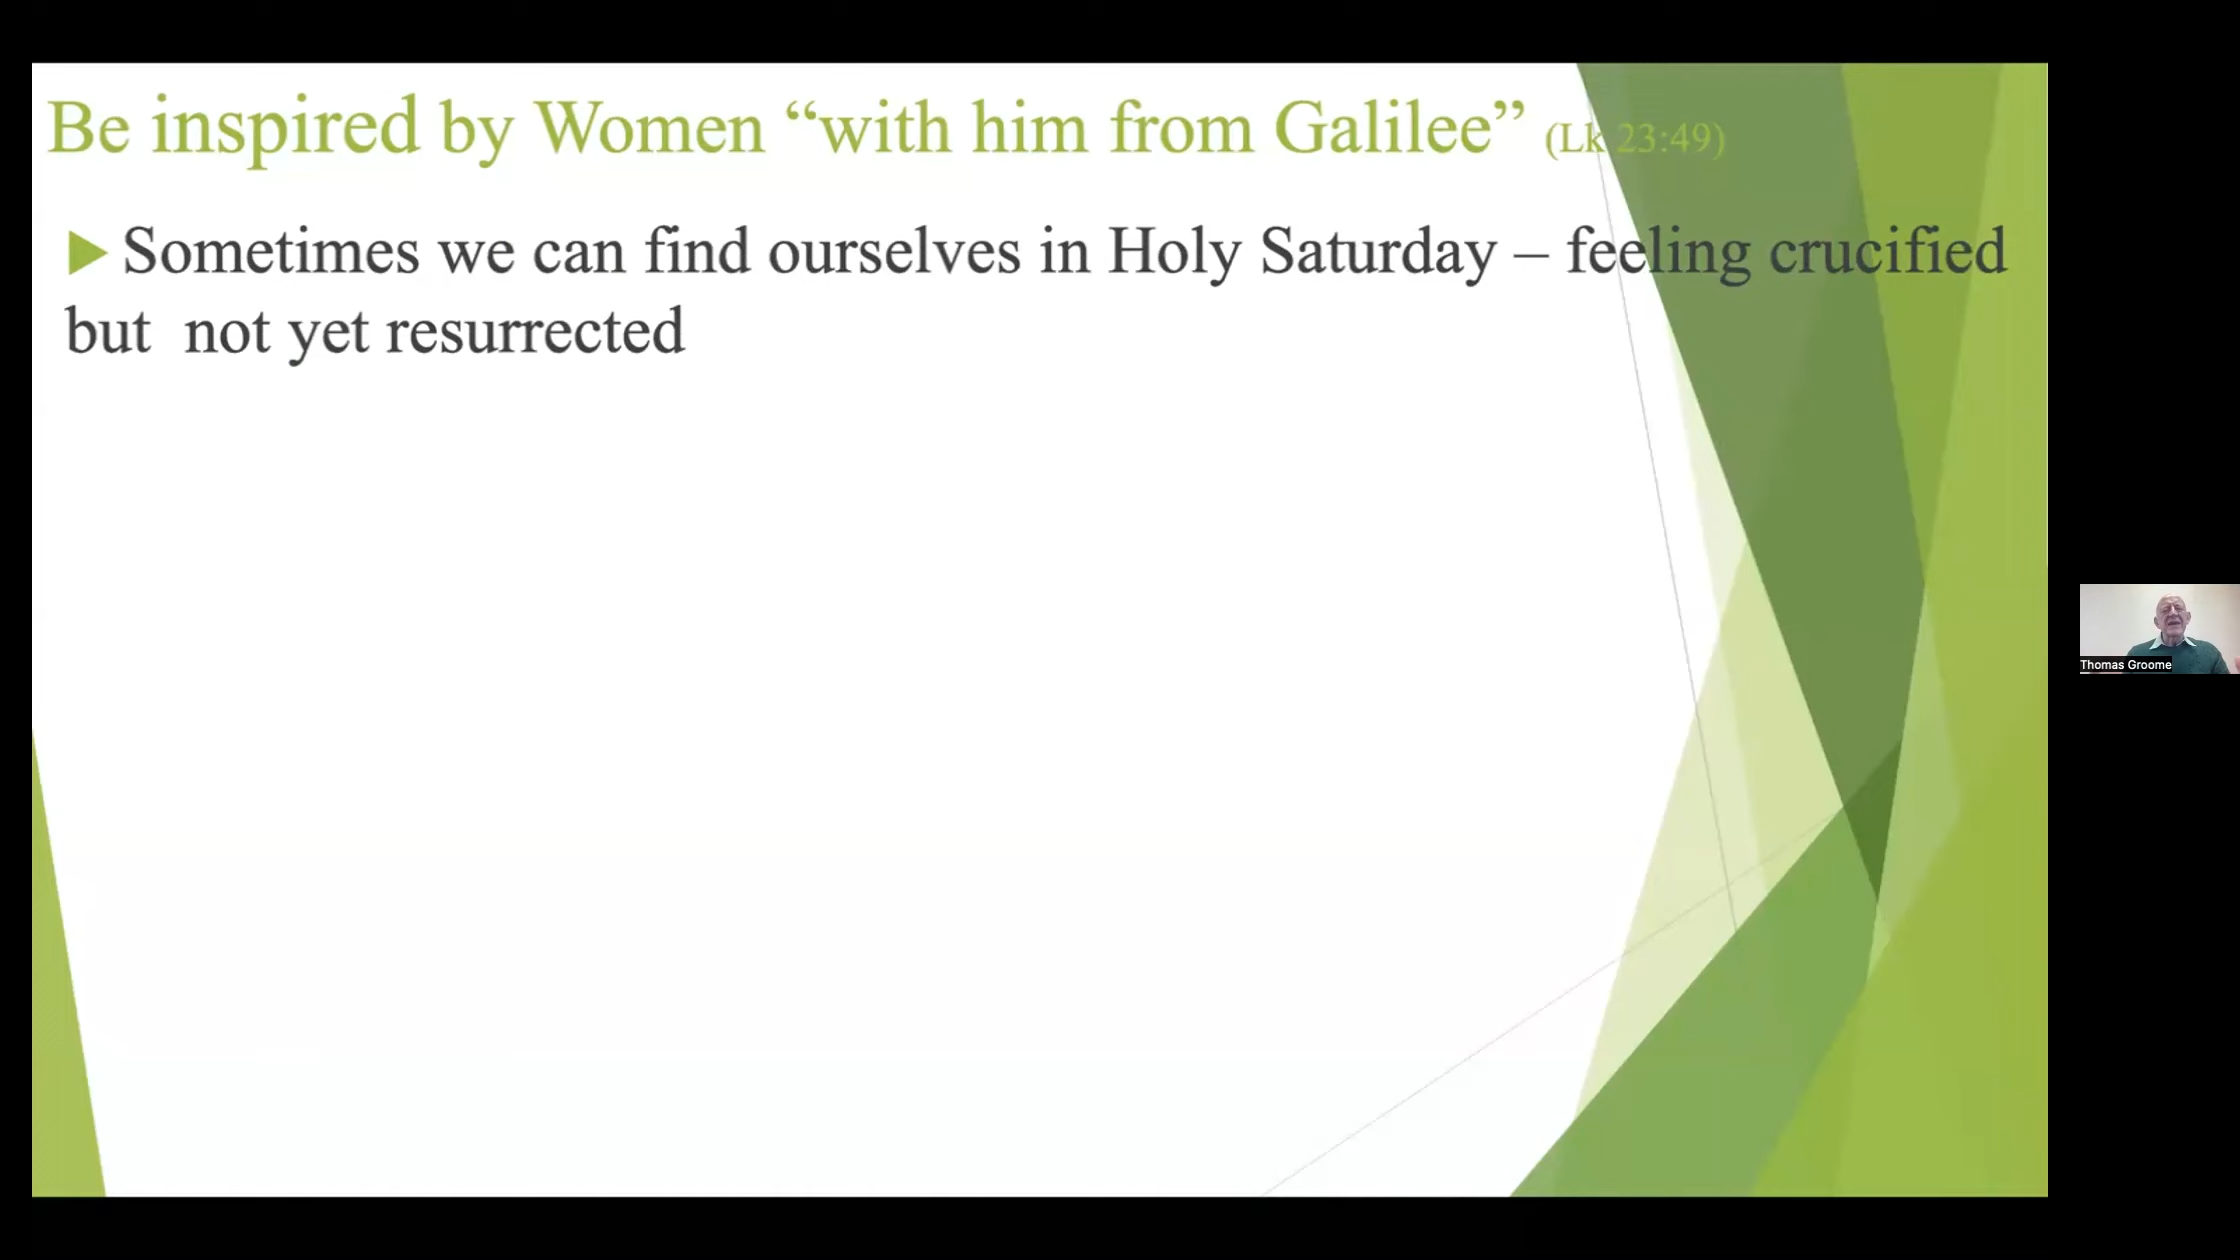 Be inspired by Women “with him from Galilee” (Lk 23:49)
Sometimes we can find ourselves in Holy Saturday – feeling crucified
but  not yet resurrected
Thomas Groome